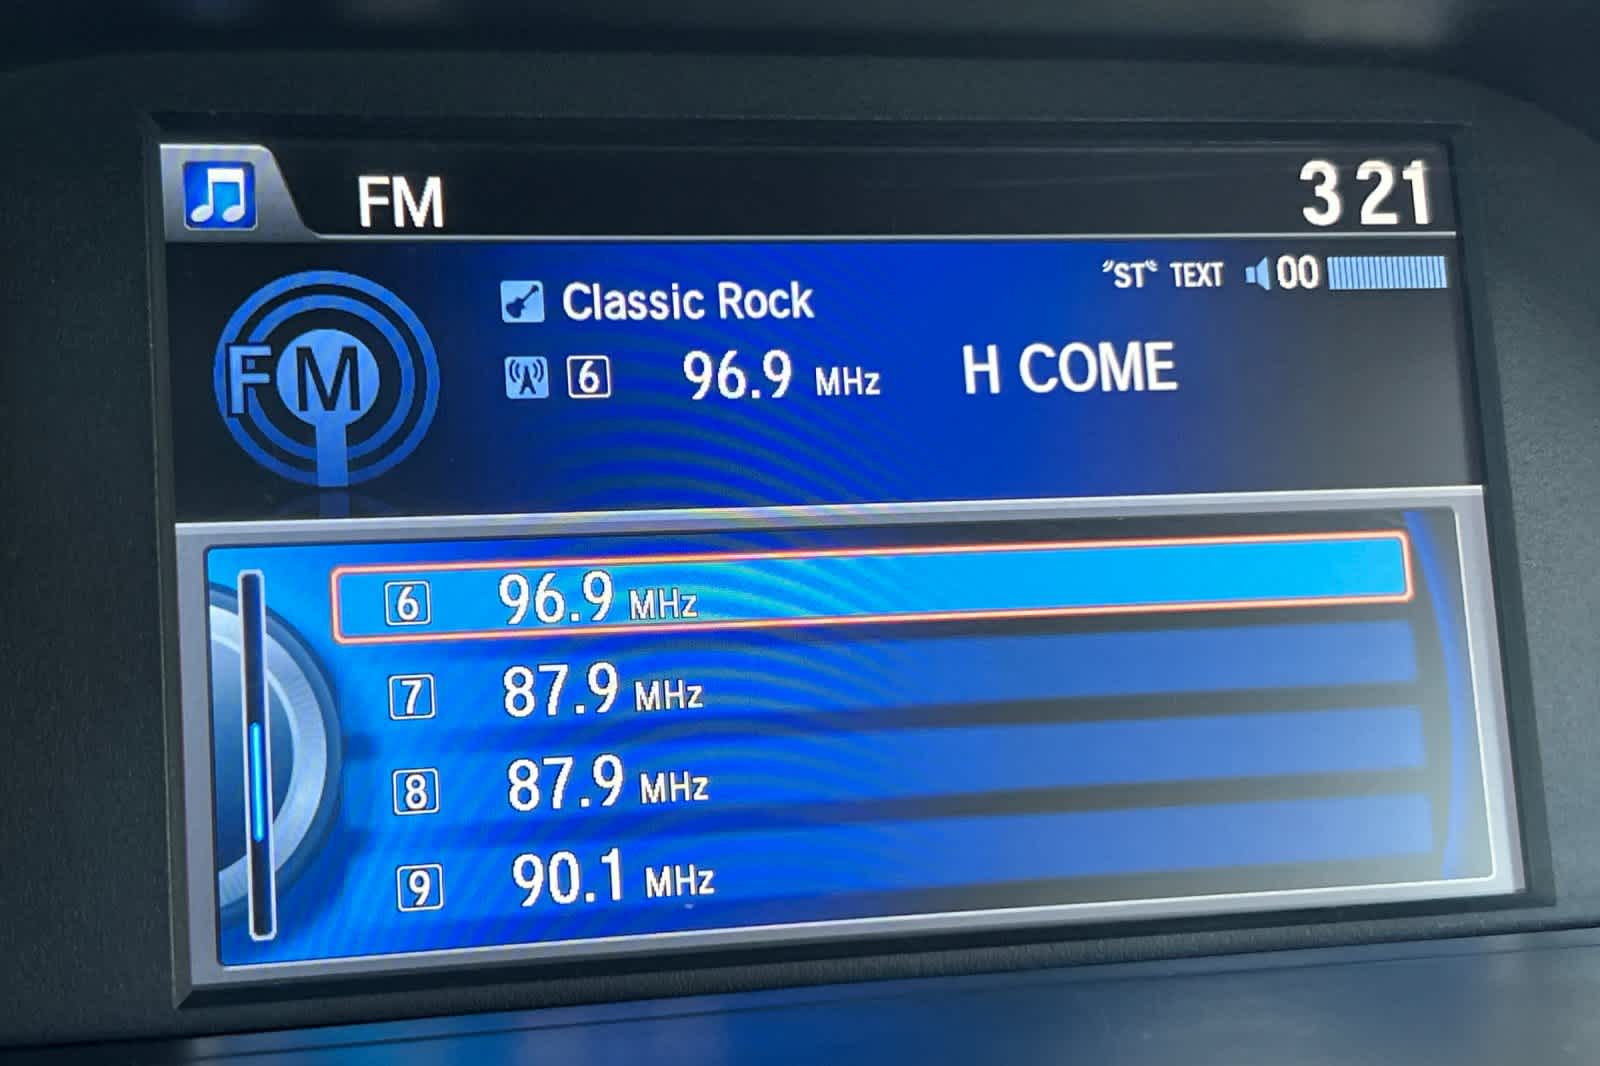 FM 3 21
"ST" TEXT 00
Classic Rock
FM
6 96.9 MHz H COME
6 96.9 MHz
7 87.9 MHz
8 87.9 MHz
9 90.1 MHz